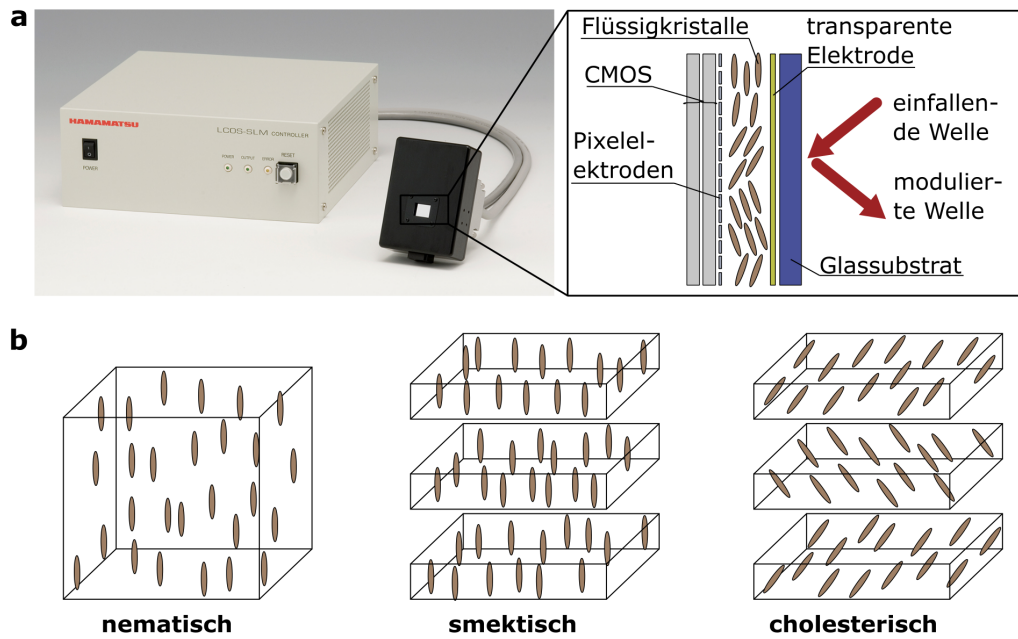 a
HAMAMATSU
LCOS-SLM CONTROLLER
POWER OUTPUT ERROR RESET
POWER
Flüssigkristalle
transparente
Elektrode
CMOS
einfallen-
de Welle
Pixelel-
ektroden
modulier-
te Welle
Glassubstrat
b
nematisch
smektisch
cholesterisch